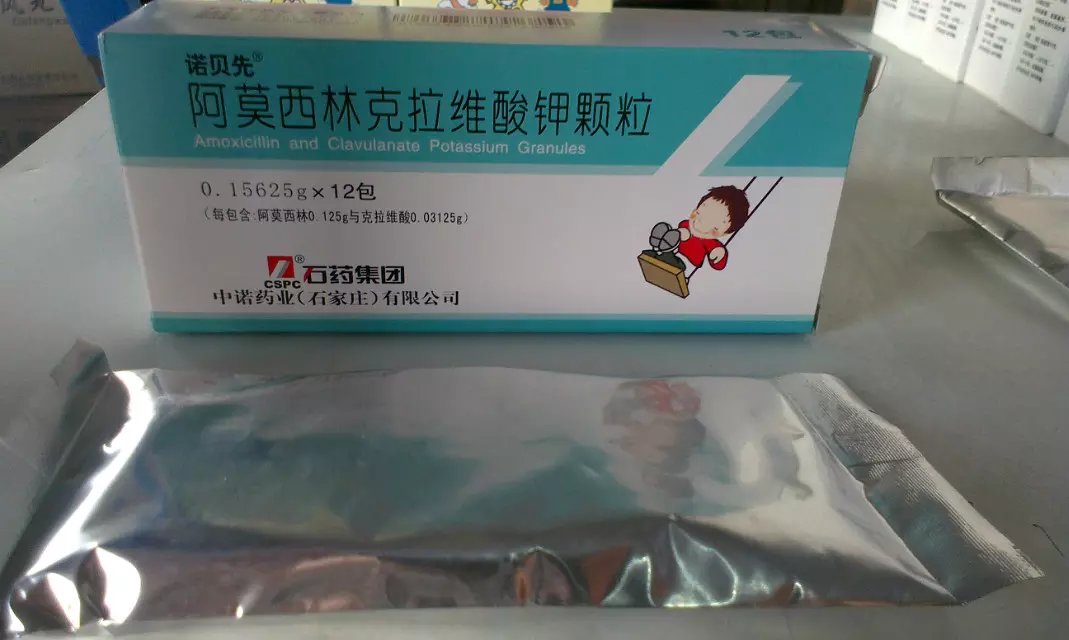 12包
诺贝先®
阿莫西林克拉维酸钾颗粒
Amoxicillin and Clavulanate Potassium Granules
0.15625g×12包
(每包含:阿莫西林0.125g与克拉维酸0.03125g)
CSPC® 石药集团
中诺药业(石家庄)有限公司